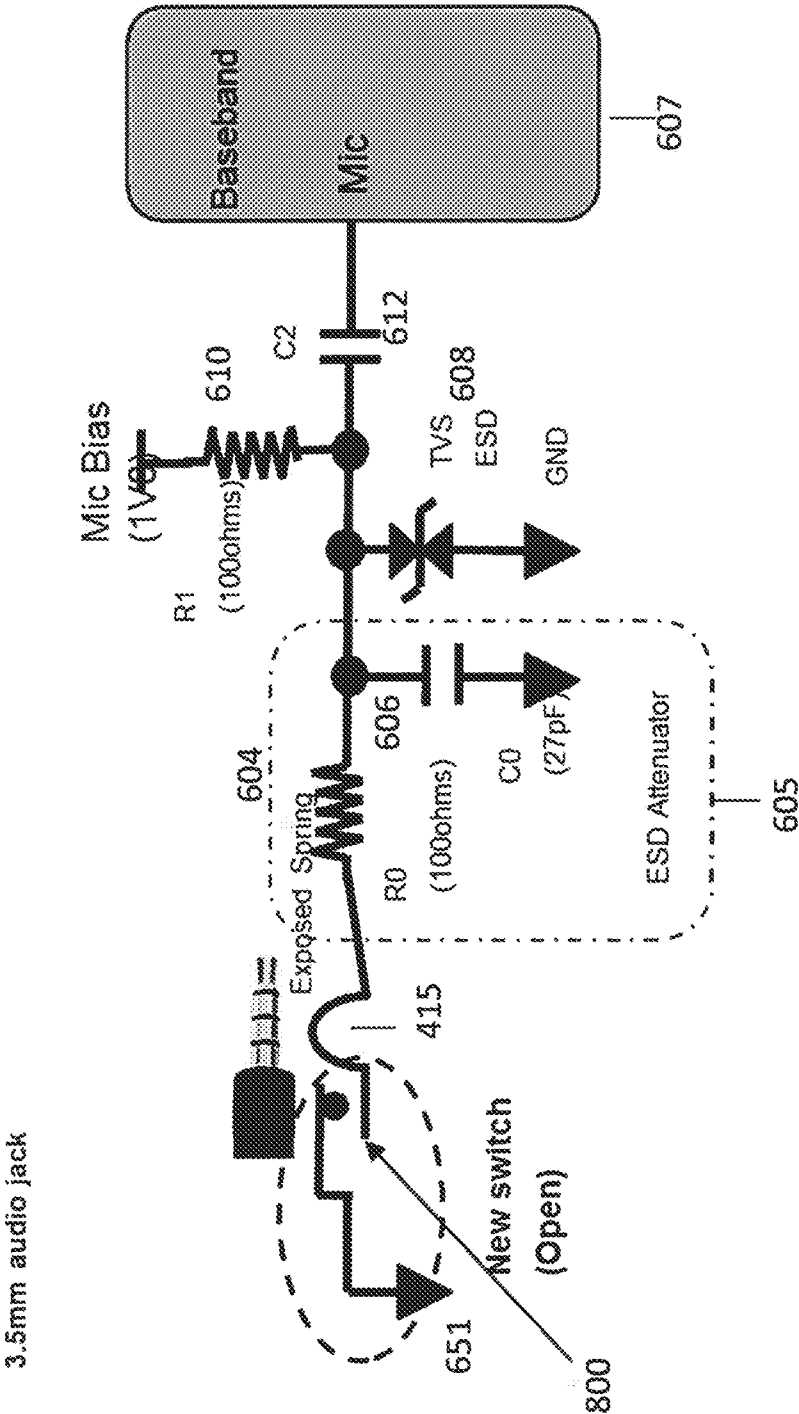 3.5mm audio jack
651
800
New switch
(Open)
415
Exposed Spring
604
R0
(100ohms)
606
C0
(27pF)
ESD Attenuator
605
R1
(100ohms)
Mic Bias
(1V8)
610
TVS
ESD
608
GND
C2
612
Baseband
Mic
607